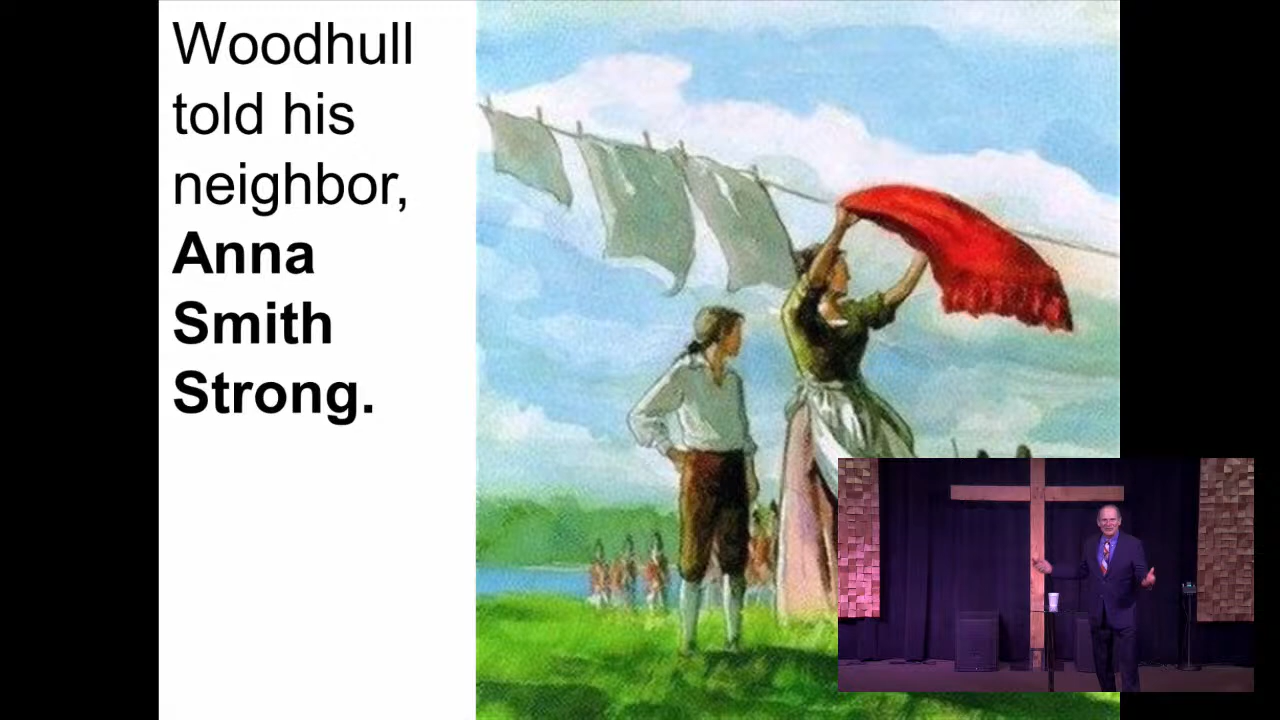 Woodhull
told his
neighbor,
Anna
Smith
Strong.